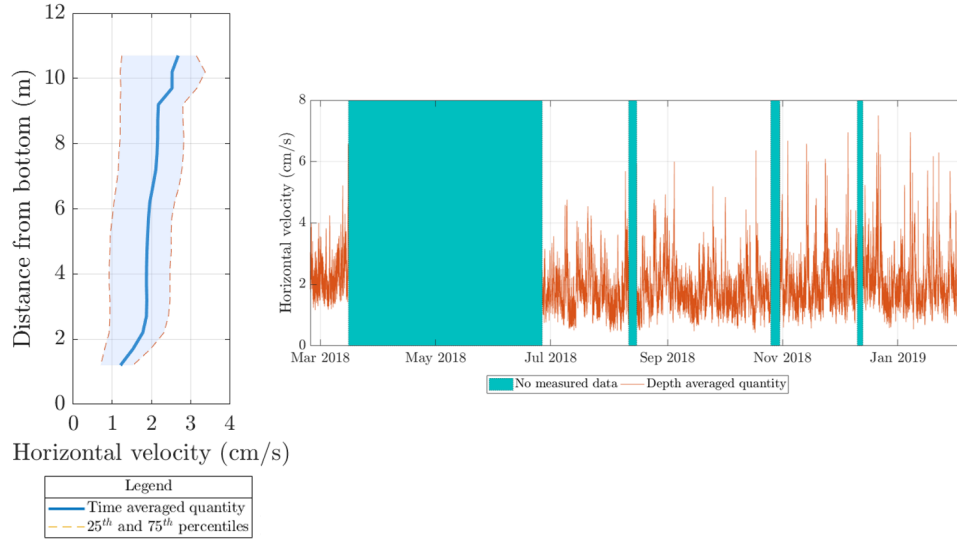 12
10
8
6
4
2
0
Distance from bottom (m)
0 1 2 3 4
Horizontal velocity (cm/s)
Legend
Time averaged quantity
25th and 75th percentiles
8
6
4
2
0
Horizontal velocity (cm/s)
Mar 2018 May 2018 Jul 2018 Sep 2018 Nov 2018 Jan 2019
No measured data Depth averaged quantity